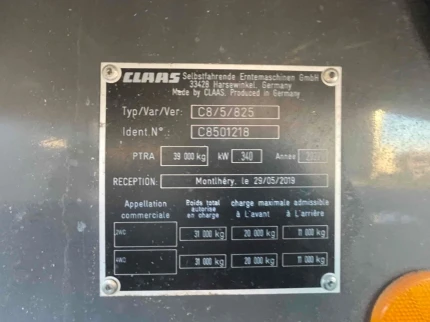 CLAAS Selbstfahrende Erntemaschinen GmbH
33428 Harsewinkel, Germany
Made by CLAAS; Produced in Germany
Typ/Var/Ver: C8/5/825
Ident.N°: C8501218
PTRA 39 000 kg kW 340 Année
RECEPTION: Montlhéry, le 29/05/2019
Appellation commerciale Poids total autorisé en charge charge maximale admissible à L'avant à L'arrière
2WD 31 000 kg 20 000 kg 11 000 kg
4WD 31 000 kg 20 000 kg 11 000 kg